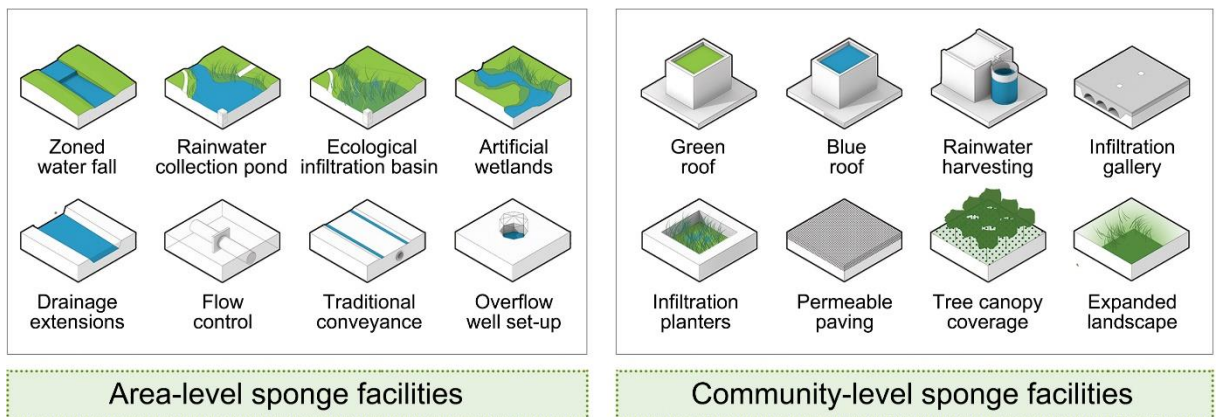 Zoned
water fall
Rainwater
collection pond
Ecological
infiltration basin
Artificial
wetlands
Drainage
extensions
Flow
control
Traditional
conveyance
Overflow
well set-up
Area-level sponge facilities
Green
roof
Blue
roof
Rainwater
harvesting
Infiltration
gallery
Infiltration
planters
Permeable
paving
Tree canopy
coverage
Expanded
landscape
Community-level sponge facilities